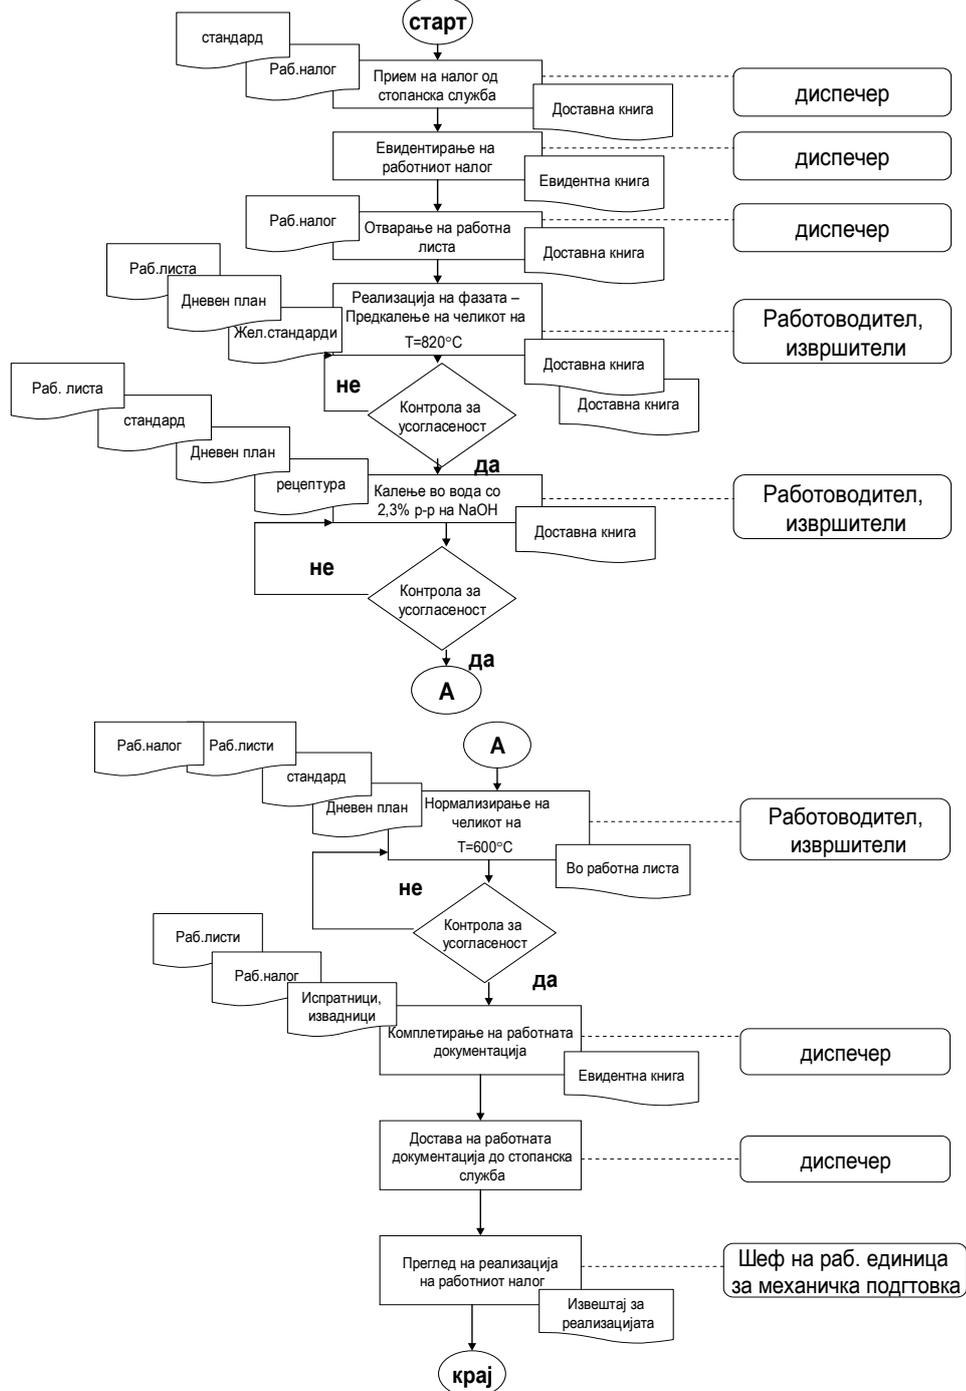 старт
стандард
Раб.налог
Прием на налог од
стопанска служба
Доставна книга
диспечер
Евидентирање на
работниот налог
Евидентна книга
диспечер
Раб.налог
Отварање на работна
листа
Доставна книга
диспечер
Раб.листа
Дневен план
Жел.стандарди
Реализација на фазата –
Предкалење на челикот на
T=820°C
Доставна книга
Доставна книга
Работоводител,
извршители
не
Контрола за
усогласеност
да
Раб. листа
стандард
Дневен план
рецептура
Калење во вода со
2,3% р-р на NaOH
Доставна книга
Работоводител,
извршители
не
Контрола за
усогласеност
да
А
А
Раб.налог
Раб.листи
стандард
Дневен план
Нормализирање на
челикот на
T=600°C
Во работна листа
Работоводител,
извршители
не
Контрола за
усогласеност
да
Раб.листи
Раб.налог
Испратници,
извадници
Комплетирање на работната
документација
Евидентна книга
диспечер
Достава на работната
документација до стопанска
служба
диспечер
Преглед на реализација
на работниот налог
Извештај за
реализацијата
Шеф на раб. единица
за механичка подгтовка
крај